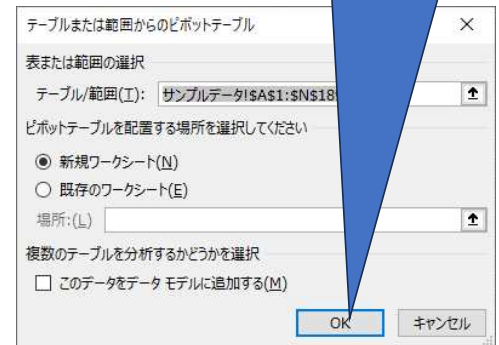 テーブルまたは範囲からのピボットテーブル
表または範囲の選択
テーブル/範囲(T): サンプルデータ!$A$1:$N$18
ピボットテーブルを配置する場所を選択してください
新規ワークシート(N)
既存のワークシート(E)
場所:(L)
複数のテーブルを分析するかどうかを選択
このデータをデータ モデルに追加する(M)
OK キャンセル